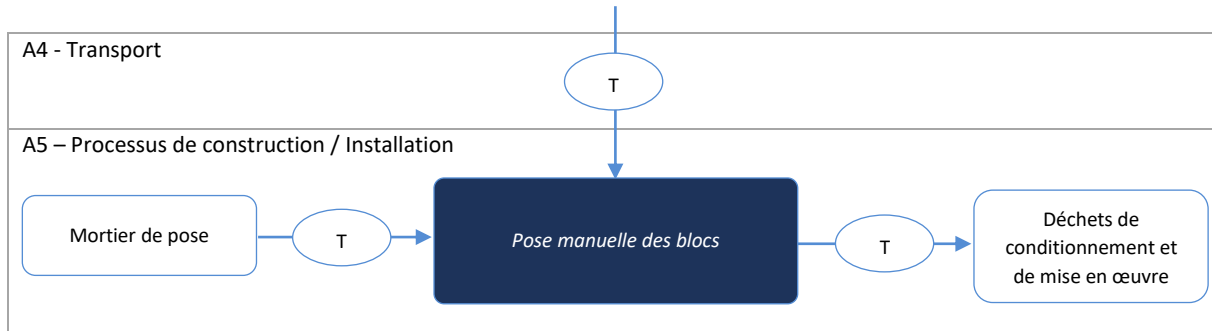 A4 - Transport
T
A5 – Processus de construction / Installation
Mortier de pose
T
Pose manuelle des blocs
T
Déchets de
conditionnement et
de mise en œuvre